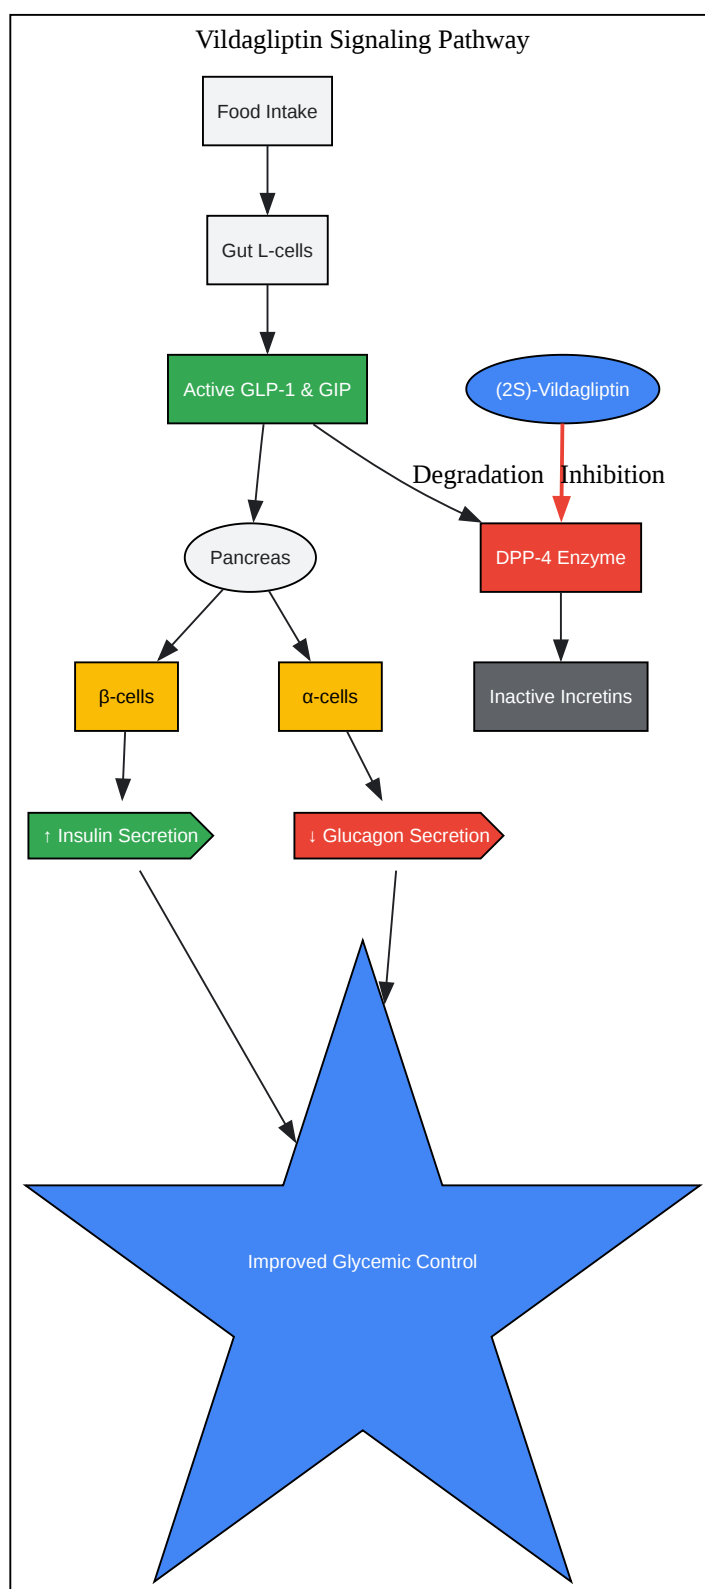 Vildagliptin Signaling Pathway
Food Intake
Gut L-cells
Active GLP-1 & GIP
(2S)-Vildagliptin
Degradation
Inhibition
Pancreas
DPP-4 Enzyme
β-cells
α-cells
Inactive Incretins
↑ Insulin Secretion
↓ Glucagon Secretion
Improved Glycemic Control